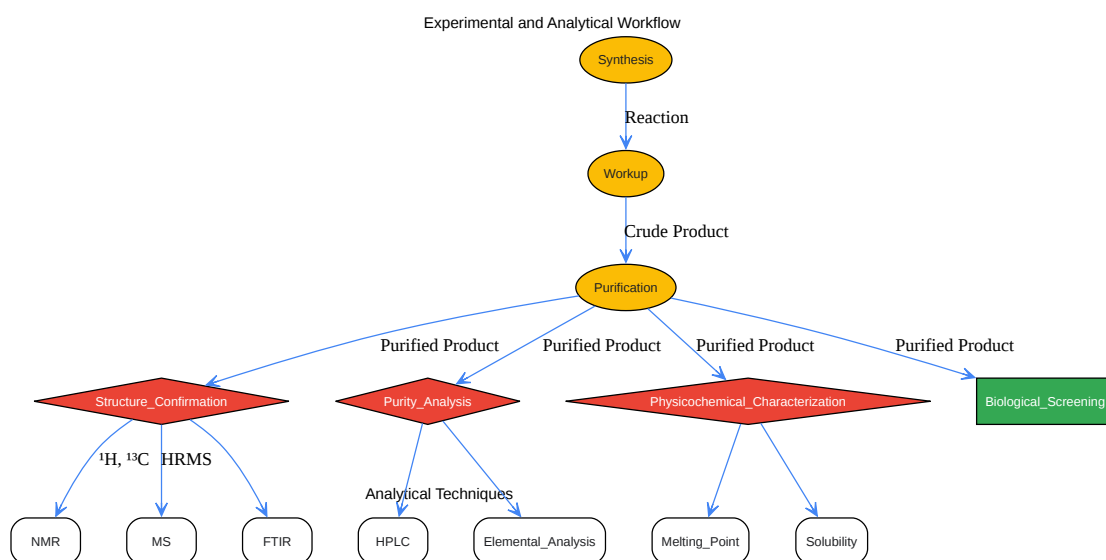 Experimental and Analytical Workflow
Synthesis
Reaction
Workup
Crude Product
Purification
Purified Product
Purified Product
Purified Product
Purified Product
Structure_Confirmation
Purity_Analysis
Physicochemical_Characterization
Biological_Screening
¹H, ¹³C
HRMS
Analytical Techniques
NMR
MS
FTIR
HPLC
Elemental_Analysis
Melting_Point
Solubility